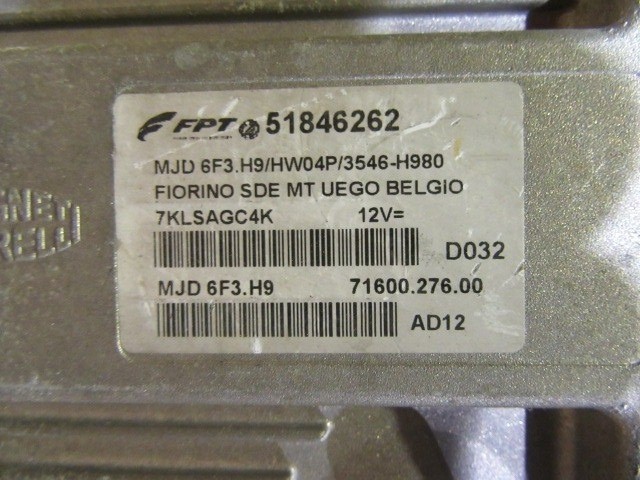 FPT 51846262
MJD 6F3.H9/HW04P/3546-H980
FIORINO SDE MT UEGO BELGIO
7KLSAGC4K 12V=
D032
MJD 6F3.H9 71600.276.00
AD12